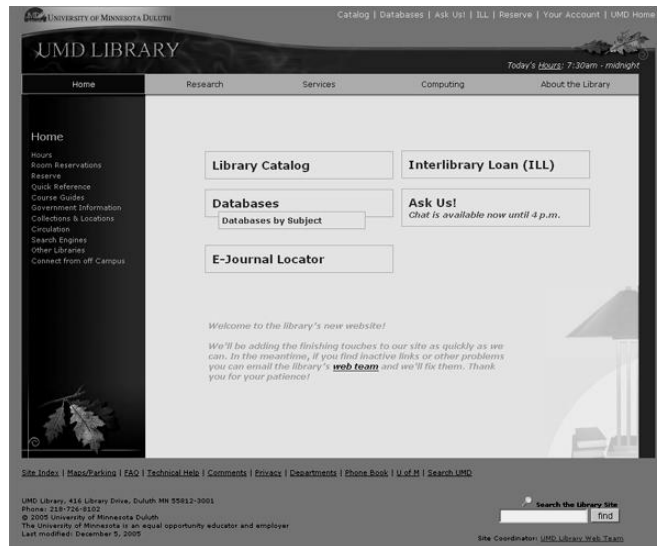 UNIVERSITY OF MINNESOTA DULUTH
Catalog | Databases | Ask Us! | ILL | Reserve | Your Account | UMD Home
UMD LIBRARY
Today's Hours: 7:30am - midnight
Home Research Services Computing About the Library
Home
Hours
Room Reservations
Reserve
Quick Reference
Course Guides
Government Information
Collections & Locations
Circulation
Search Engines
Other Libraries
Connect from off Campus
Library Catalog
Interlibrary Loan (ILL)
Databases
Databases by Subject
Ask Us!
Chat is available now until 4 p.m.
E-Journal Locator
Welcome to the library's new website!
We'll be adding the finishing touches to our site as quickly as we
can. In the meantime, if you find inactive links or other problems
you can email the library's web team and we'll fix them. Thank
you for your patience!
Site Index | Maps/Parking | FAQ | Technical Help | Comments | Privacy | Departments | Phone Book | U of M | Search UMD
UMD Library, 416 Library Drive, Duluth MN 55812-3001
Phone: 218-726-8102
© 2005 University of Minnesota Duluth
The University of Minnesota is an equal opportunity educator and employer
Last modified: December 5, 2005
Search the Library Site
find
Site Coordinator: UMD Library Web Team